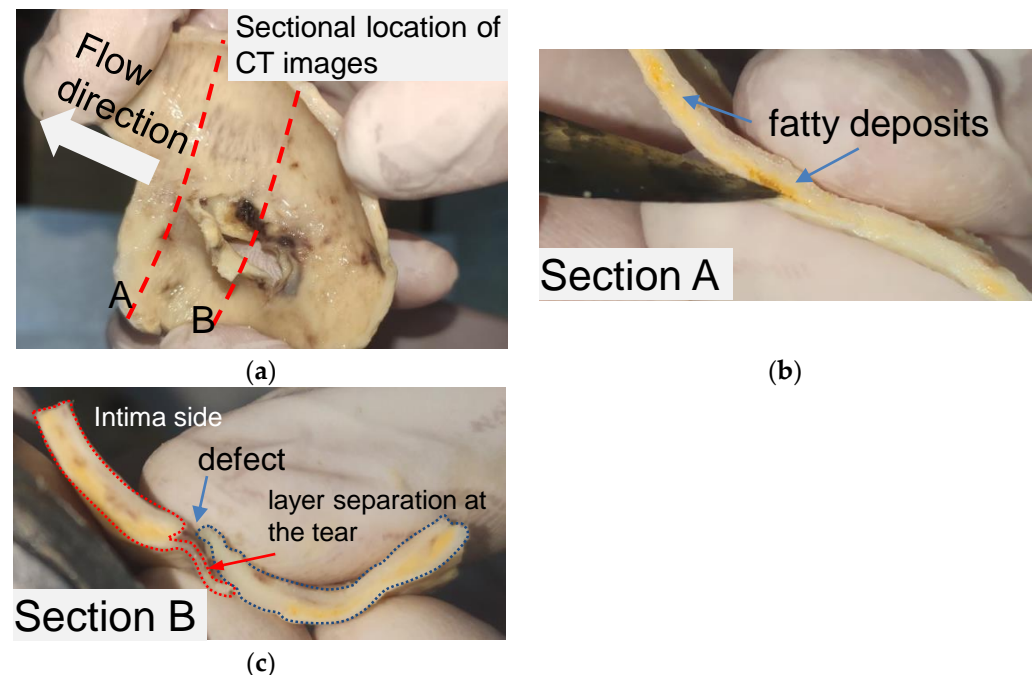 Sectional location of
CT images
Flow
direction
A
B
(a)
fatty deposits
Section A
(b)
Intima side
defect
layer separation at
the tear
Section B
(c)